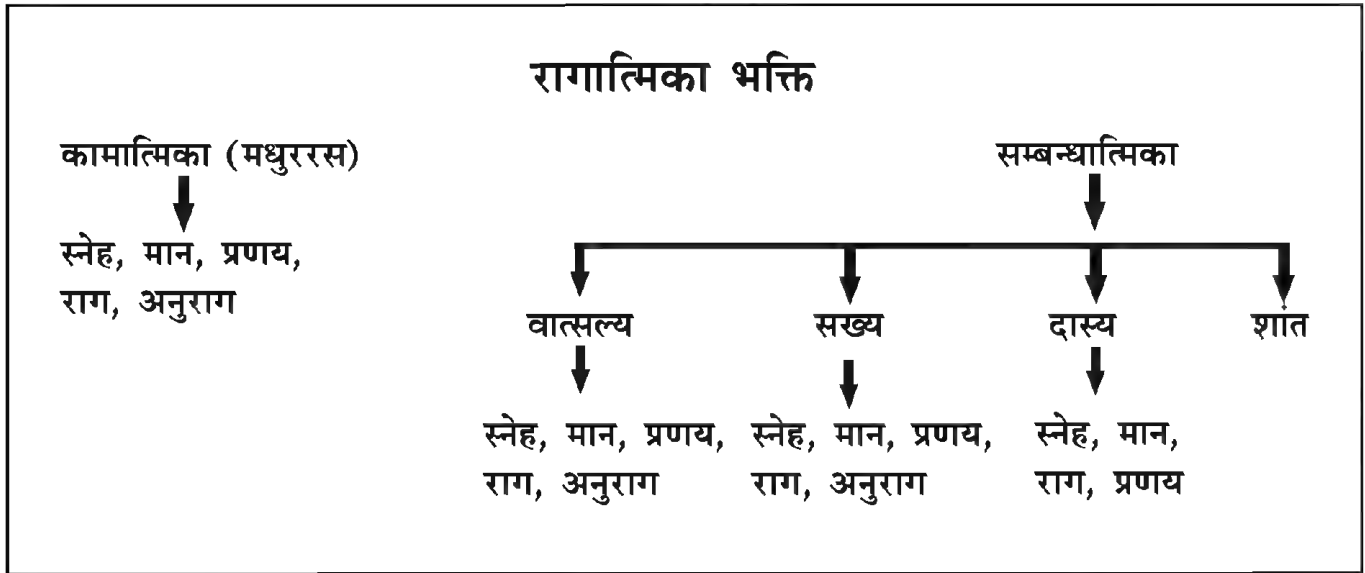 रागात्मिका भक्ति
कामात्मिका (मधुररस)
सम्बन्धात्मिका
स्नेह, मान, प्रणय,
राग, अनुराग
वात्सल्य
सख्य
दास्य
शांत
स्नेह, मान, प्रणय,
राग, अनुराग
स्नेह, मान, प्रणय,
राग, अनुराग
स्नेह, मान,
राग, प्रणय